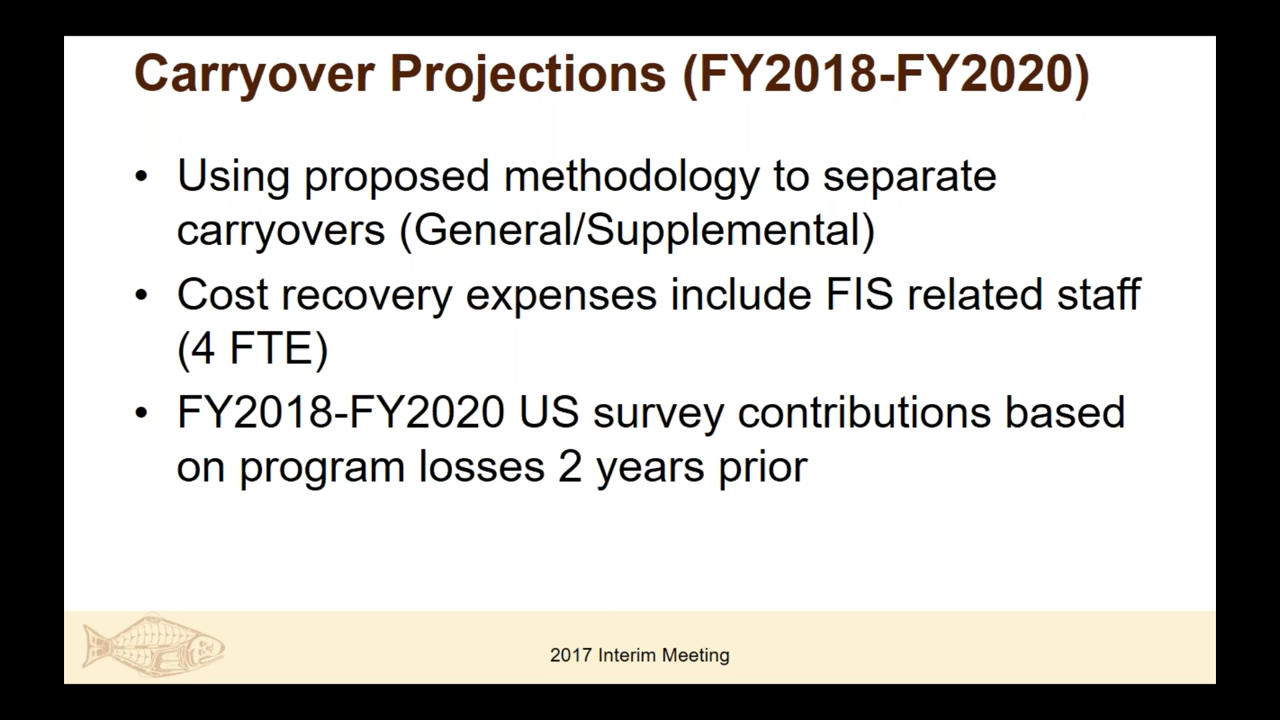 Carryover Projections (FY2018-FY2020)
• Using proposed methodology to separate
carryovers (General/Supplemental)
• Cost recovery expenses include FIS related staff
(4 FTE)
• FY2018-FY2020 US survey contributions based
on program losses 2 years prior
2017 Interim Meeting